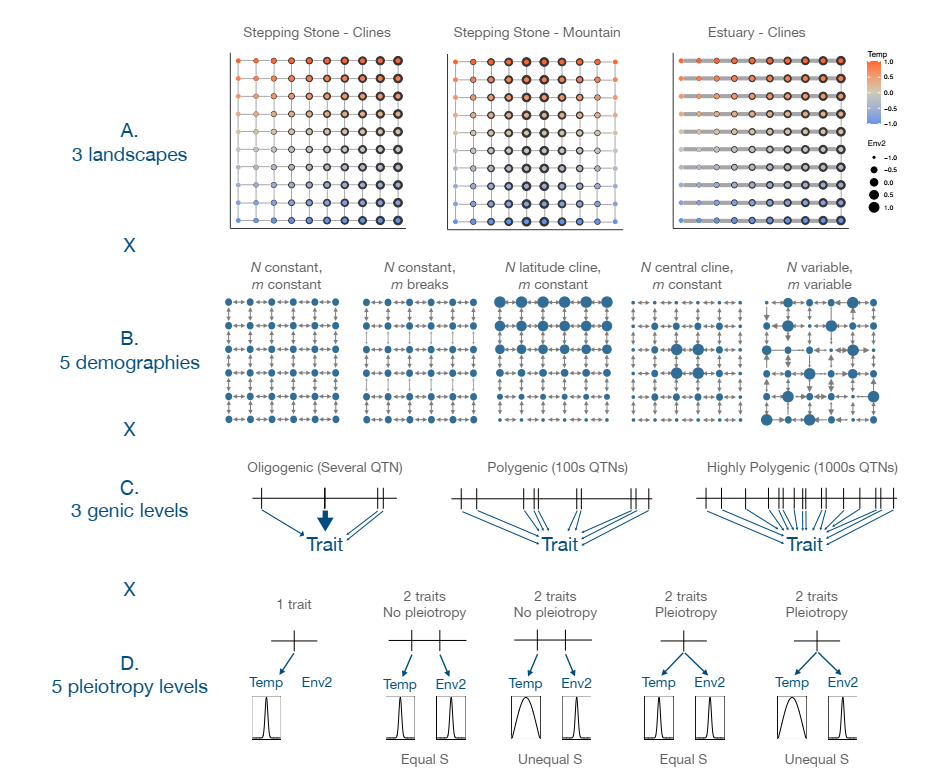 Stepping Stone - Clines
Stepping Stone - Mountain
Estuary - Clines
Temp
1.0
0.5
0.0
−0.5
−1.0
Env2
−1.0
−0.5
0.0
0.5
1.0
A.
3 landscapes
X
N constant,
m constant
N constant,
m breaks
N latitude cline,
m constant
N central cline,
m constant
N variable,
m variable
B.
5 demographies
X
Oligogenic (Several QTN)
Polygenic (100s QTNs)
Highly Polygenic (1000s QTNs)
C.
3 genic levels
Trait
Trait
Trait
X
1 trait
2 traits
No pleiotropy
2 traits
No pleiotropy
2 traits
Pleiotropy
2 traits
Pleiotropy
D.
5 pleiotropy levels
Temp Env2
Temp Env2
Temp Env2
Temp Env2
Temp Env2
Equal S
Unequal S
Equal S
Unequal S